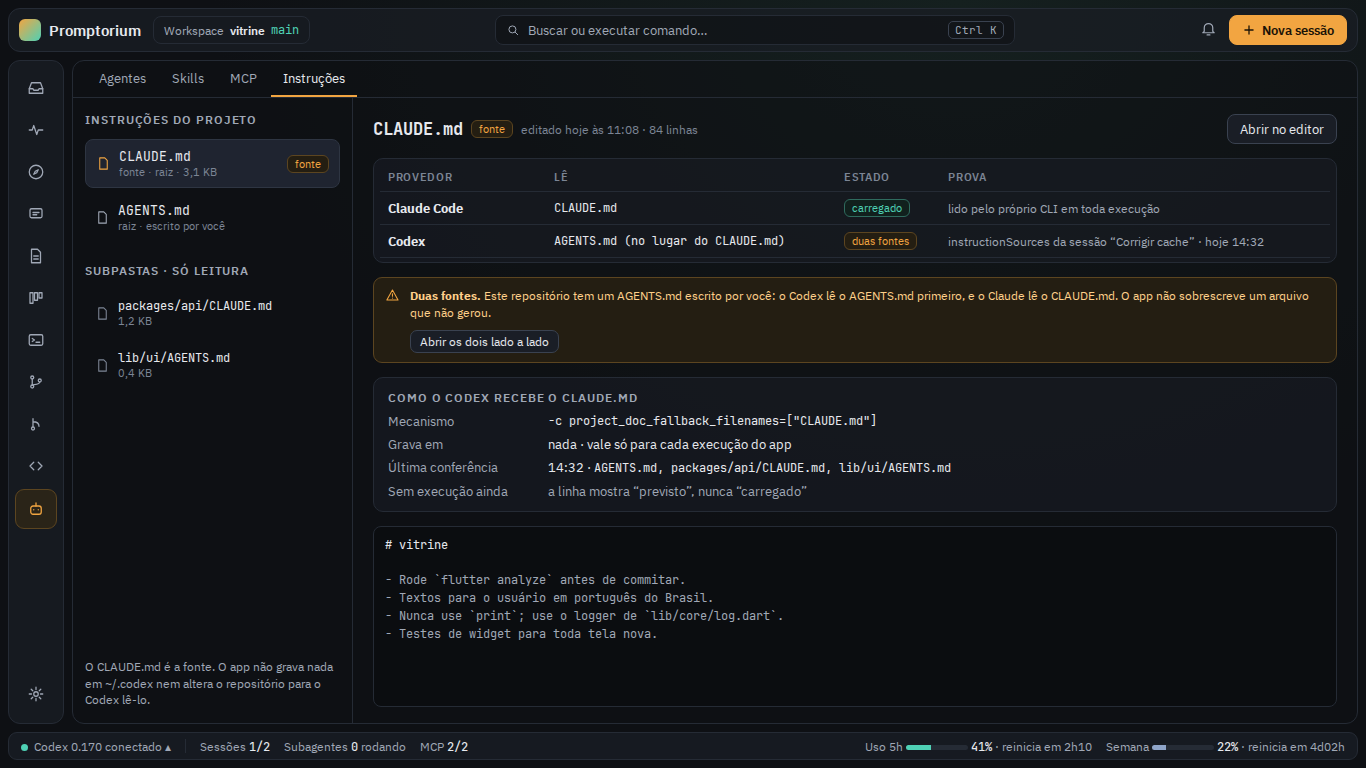 Promptorium
Workspace vitrine main
Buscar ou executar comando…
Ctrl K
Nova sessão
Agentes
Skills
MCP
Instruções
INSTRUÇÕES DO PROJETO
CLAUDE.md
fonte · raiz · 3,1 KB
fonte
AGENTS.md
raiz · escrito por você
SUBPASTAS · SÓ LEITURA
packages/api/CLAUDE.md
1,2 KB
lib/ui/AGENTS.md
0,4 KB
O CLAUDE.md é a fonte. O app não grava nada
em ~/.codex nem altera o repositório para o
Codex lê-lo.
CLAUDE.md fonte editado hoje às 11:08 · 84 linhas
Abrir no editor
PROVEDOR LÊ ESTADO PROVA
Claude Code CLAUDE.md carregado lido pelo próprio CLI em toda execução
Codex AGENTS.md (no lugar do CLAUDE.md) duas fontes instructionSources da sessão “Corrigir cache” · hoje 14:32
Duas fontes. Este repositório tem um AGENTS.md escrito por você: o Codex lê o AGENTS.md primeiro, e o Claude lê o CLAUDE.md. O app não sobrescreve um arquivo
que não gerou.
Abrir os dois lado a lado
COMO O CODEX RECEBE O CLAUDE.MD
Mecanismo -c project_doc_fallback_filenames=["CLAUDE.md"]
Grava em nada · vale só para cada execução do app
Última conferência 14:32 · AGENTS.md, packages/api/CLAUDE.md, lib/ui/AGENTS.md
Sem execução ainda a linha mostra “previsto”, nunca “carregado”
# vitrine
- Rode `flutter analyze` antes de commitar.
- Textos para o usuário em português do Brasil.
- Nunca use `print`; use o logger de `lib/core/log.dart`.
- Testes de widget para toda tela nova.
Codex 0.170 conectado ▴
Sessões 1/2
Subagentes 0 rodando
MCP 2/2
Uso 5h 41% · reinicia em 2h10
Semana 22% · reinicia em 4d02h